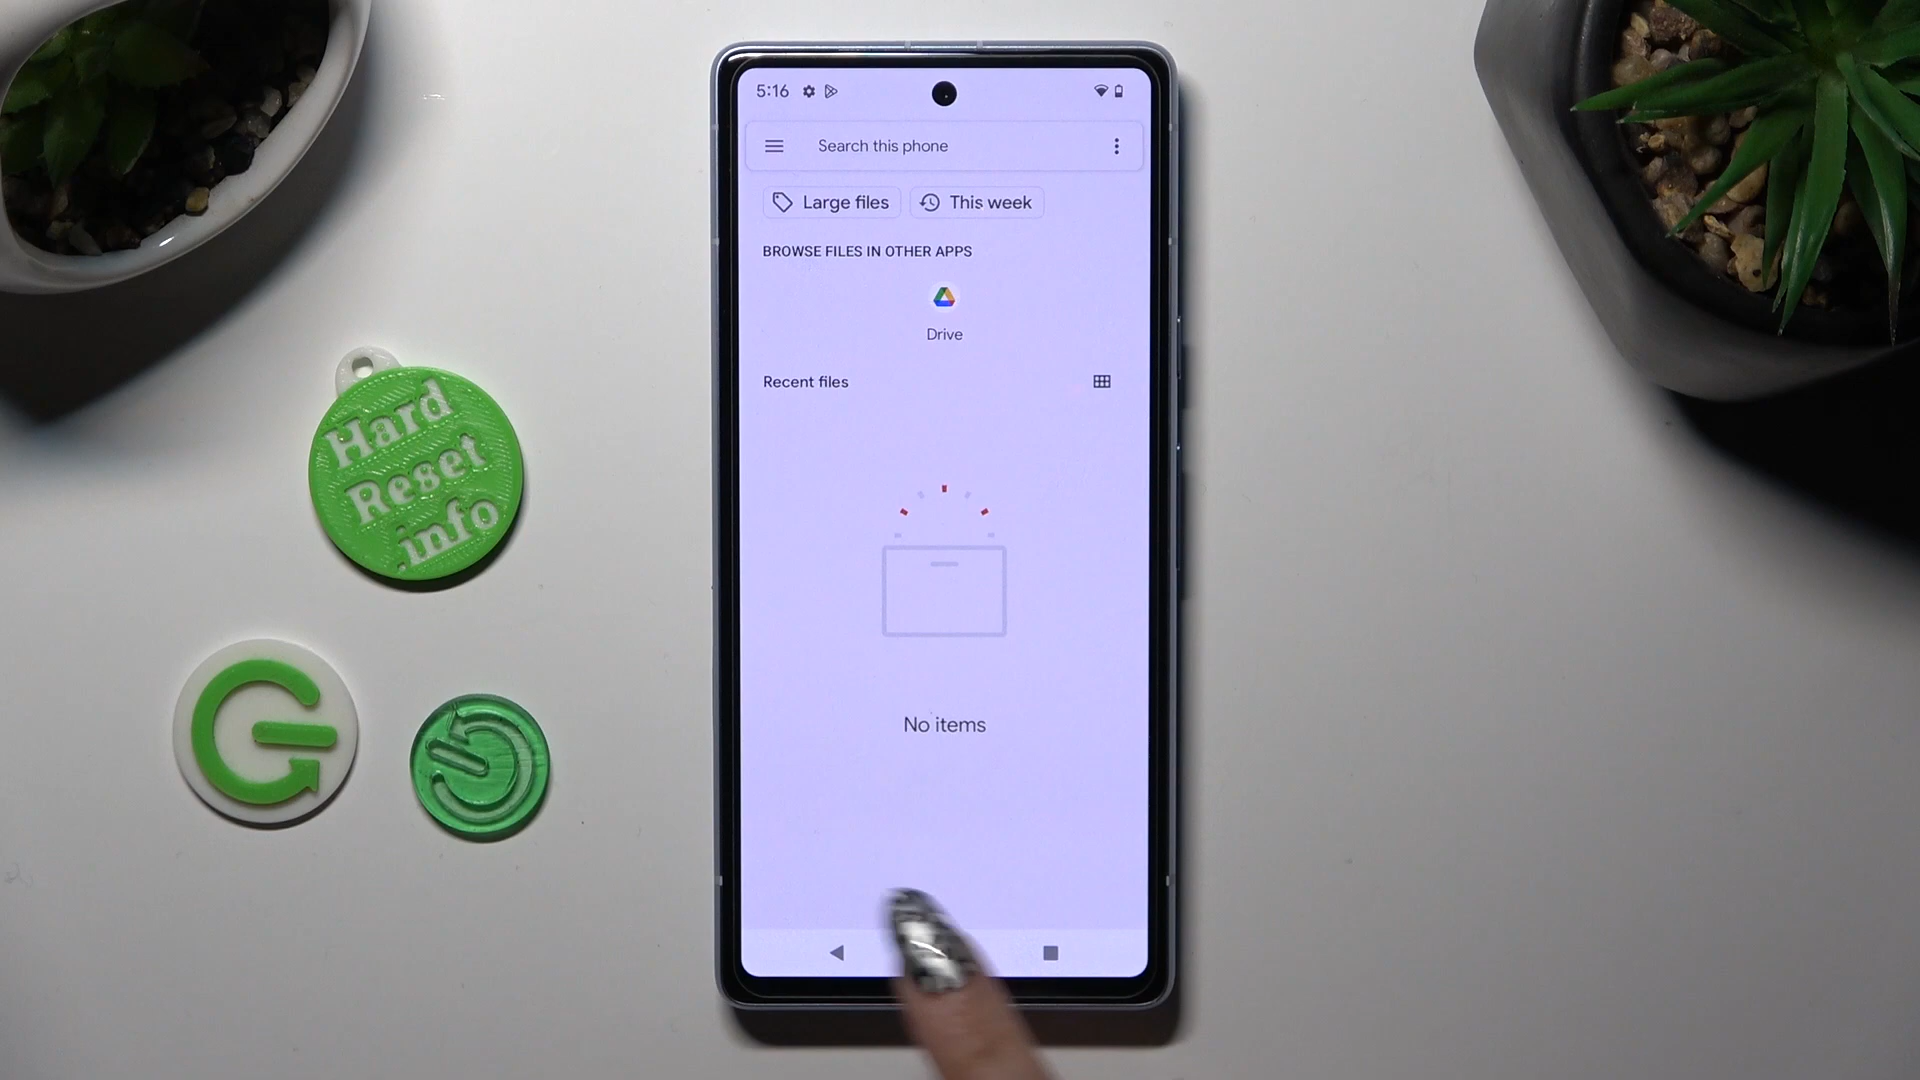 5:16
Search this phone
Large files
This week
BROWSE FILES IN OTHER APPS
Drive
Recent files
No items
Hard
Reset
.info